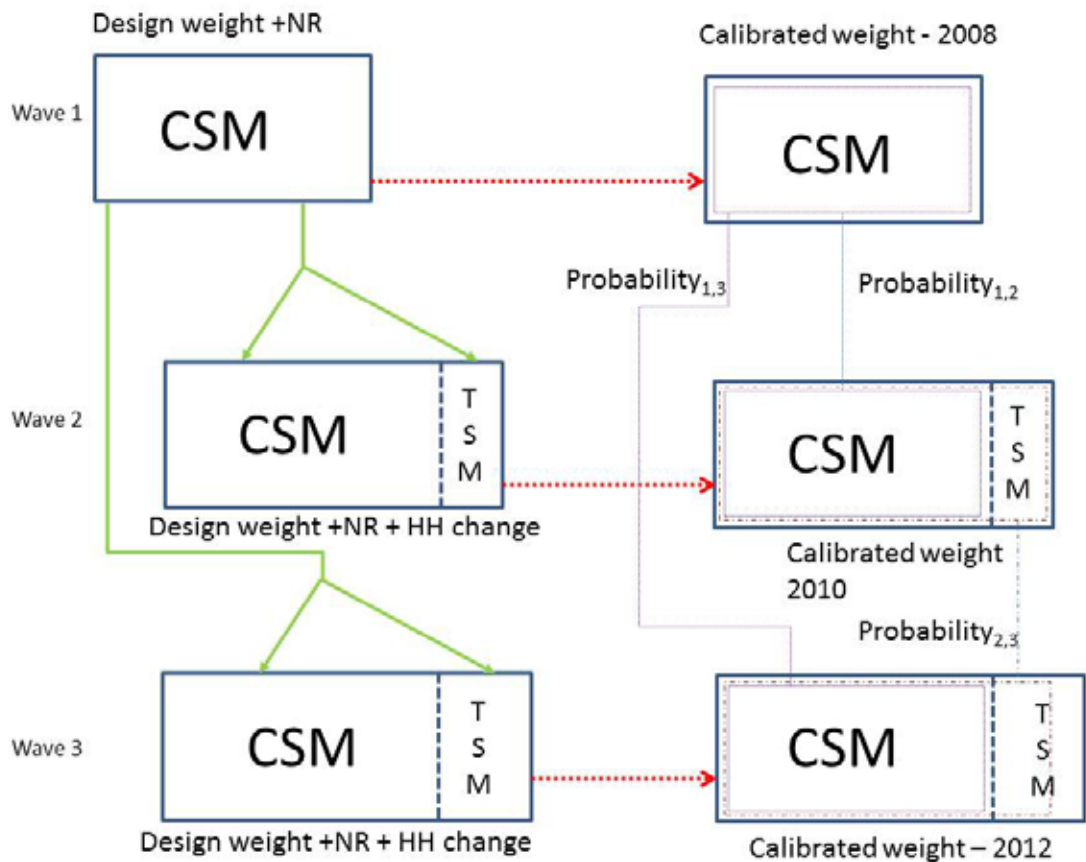 Design weight +NR
Calibrated weight - 2008
Wave 1
CSM
CSM
Probability1,3
Probability1,2
Wave 2
CSM
T
S
M
CSM
T
S
M
Design weight +NR + HH change
Calibrated weight
2010
Probability2,3
Wave 3
CSM
T
S
M
CSM
T
S
M
Design weight +NR + HH change
Calibrated weight – 2012